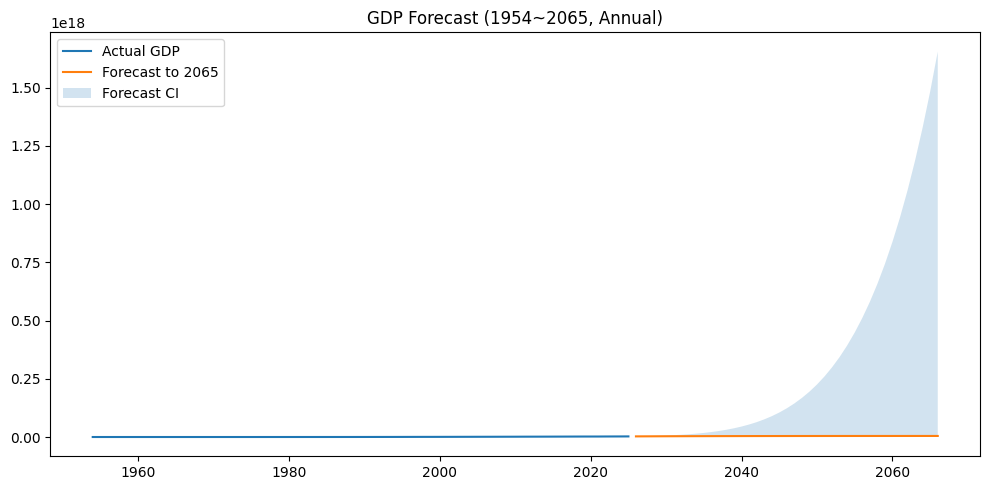 GDP Forecast (1954~2065, Annual)
1e18
Actual GDP
Forecast to 2065
Forecast CI
1.50
1.25
1.00
0.75
0.50
0.25
0.00
1960 1980 2000 2020 2040 2060